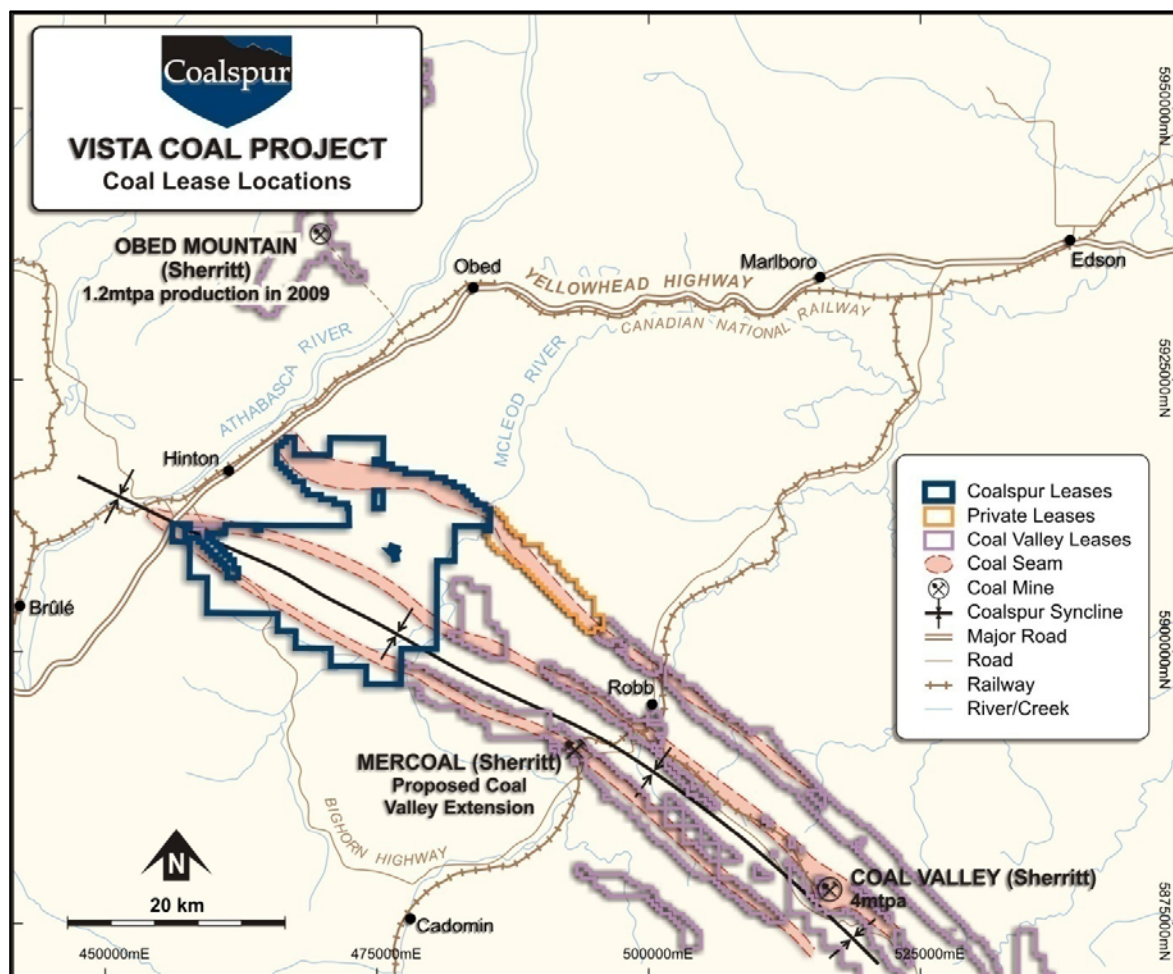 Coalspur
VISTA COAL PROJECT
Coal Lease Locations
OBED MOUNTAIN
(Sherritt)
1.2mtpa production in 2009
Obed
YELLOWHEAD HIGHWAY
Marlboro
Edson
CANADIAN NATIONAL RAILWAY
ATHABASCA RIVER
MCLEOD RIVER
Hinton
Brûlé
Robb
MERCOAL (Sherritt)
Proposed Coal
Valley Extension
BIGHORN HIGHWAY
COAL VALLEY (Sherritt)
4mtpa
Cadomin
N
20 km
Coalspur Leases
Private Leases
Coal Valley Leases
Coal Seam
Coal Mine
Coalspur Syncline
Major Road
Road
Railway
River/Creek
5950000mN
5925000mN
5900000mN
5875000mN
450000mE
475000mE
500000mE
525000mE